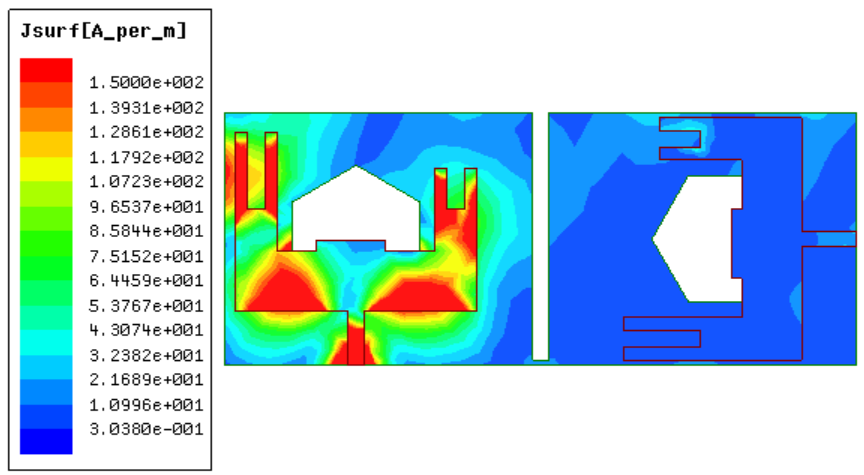 Jsurf[A_per_m]
1.5000e+002
1.3931e+002
1.2861e+002
1.1792e+002
1.0723e+002
9.6537e+001
8.5844e+001
7.5152e+001
6.4459e+001
5.3767e+001
4.3074e+001
3.2382e+001
2.1689e+001
1.0996e+001
3.0380e-001